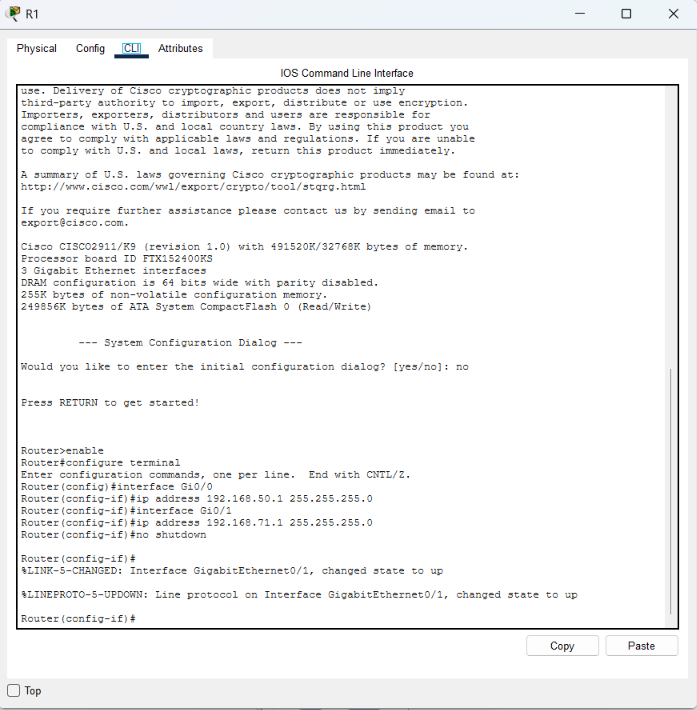 R1
Physical Config CLI Attributes
IOS Command Line Interface
use. Delivery of Cisco cryptographic products does not imply
third-party authority to import, export, distribute or use encryption.
Importers, exporters, distributors and users are responsible for
compliance with U.S. and local country laws. By using this product you
agree to comply with applicable laws and regulations. If you are unable
to comply with U.S. and local laws, return this product immediately.
A summary of U.S. laws governing Cisco cryptographic products may be found at:
http://www.cisco.com/wwl/export/crypto/tool/stqrg.html
If you require further assistance please contact us by sending email to
export@cisco.com.
Cisco CISCO2911/K9 (revision 1.0) with 491520K/32768K bytes of memory.
Processor board ID FTX152400KS
3 Gigabit Ethernet interfaces
DRAM configuration is 64 bits wide with parity disabled.
255K bytes of non-volatile configuration memory.
249856K bytes of ATA System CompactFlash 0 (Read/Write)
--- System Configuration Dialog ---
Would you like to enter the initial configuration dialog? [yes/no]: no
Press RETURN to get started!
Router>enable
Router#configure terminal
Enter configuration commands, one per line.  End with CNTL/Z.
Router(config)#interface Gi0/0
Router(config-if)#ip address 192.168.50.1 255.255.255.0
Router(config-if)#interface Gi0/1
Router(config-if)#ip address 192.168.71.1 255.255.255.0
Router(config-if)#no shutdown
Router(config-if)#
%LINK-5-CHANGED: Interface GigabitEthernet0/1, changed state to up
%LINEPROTO-5-UPDOWN: Line protocol on Interface GigabitEthernet0/1, changed state to up
Router(config-if)#
Copy Paste
Top